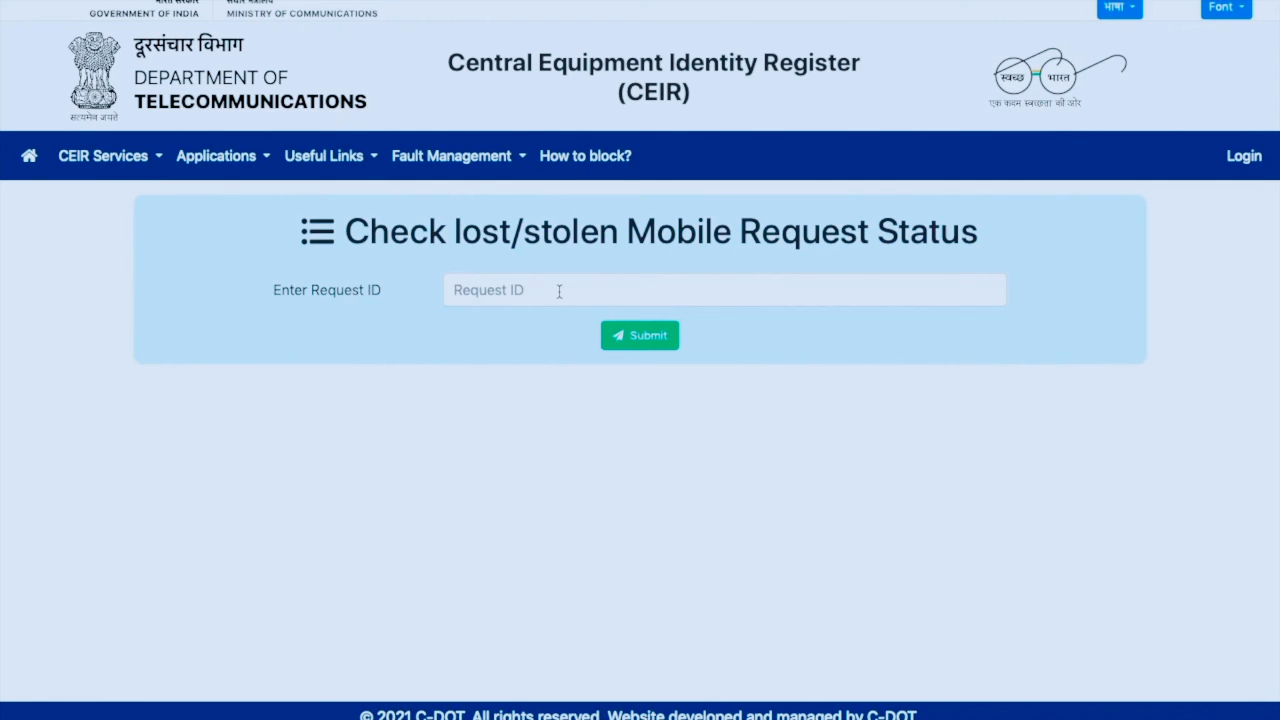 GOVERNMENT OF INDIA
MINISTRY OF COMMUNICATIONS
भाषा
Font
दूरसंचार विभाग
DEPARTMENT OF
TELECOMMUNICATIONS
सत्यमेव जयते
Central Equipment Identity Register
(CEIR)
स्वच्छ भारत
एक कदम स्वच्छता की ओर
CEIR Services
Applications
Useful Links
Fault Management
How to block?
Login
Check lost/stolen Mobile Request Status
Enter Request ID
Request ID
Submit
© 2021 C-DOT. All rights reserved. Website developed and managed by C-DOT